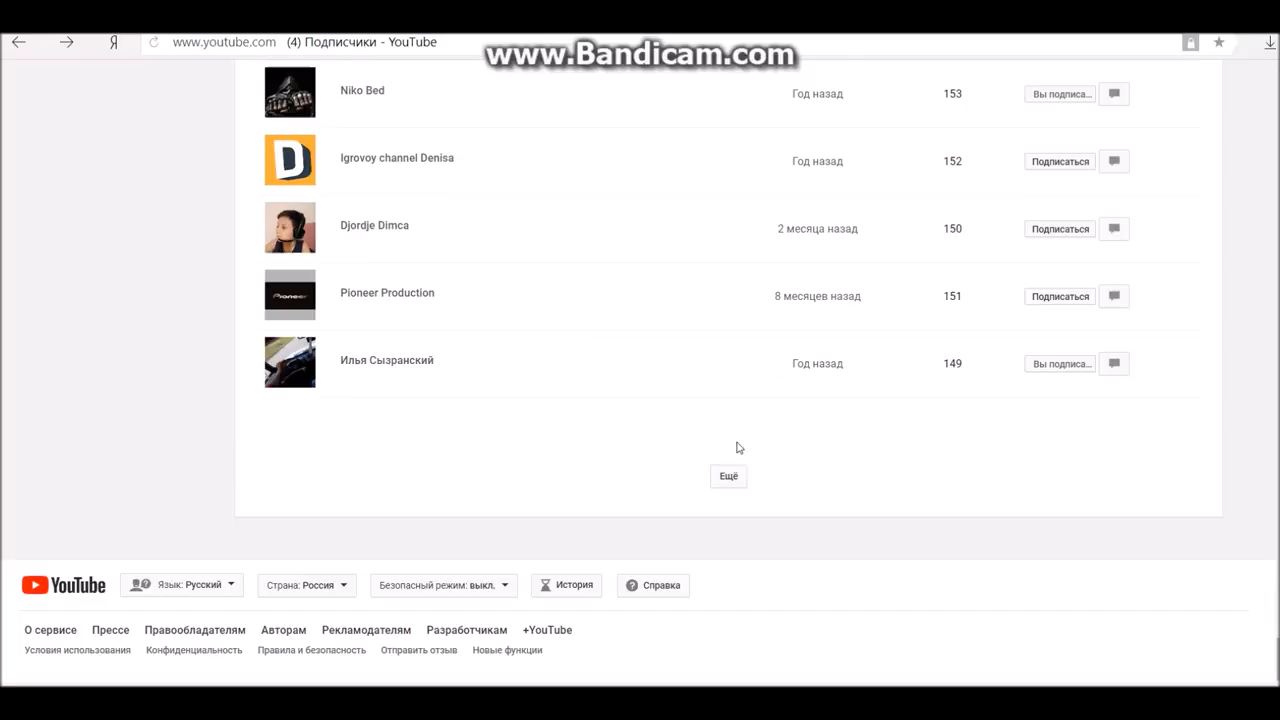 Я www.youtube.com (4) Подписчики - YouTube
www.Bandicam.com
Niko Bed Год назад 153 Вы подписа...
D
Igrovoy channel Denisa Год назад 152 Подписаться
Djordje Dimca 2 месяца назад 150 Подписаться
Pioneer
Pioneer Production 8 месяцев назад 151 Подписаться
Илья Сызранский Год назад 149 Вы подписа...
Ещё
YouTube Язык: Русский Страна: Россия Безопасный режим: выкл. История Справка
О сервисе Прессе Правообладателям Авторам Рекламодателям Разработчикам +YouTube
Условия использования Конфиденциальность Правила и безопасность Отправить отзыв Новые функции